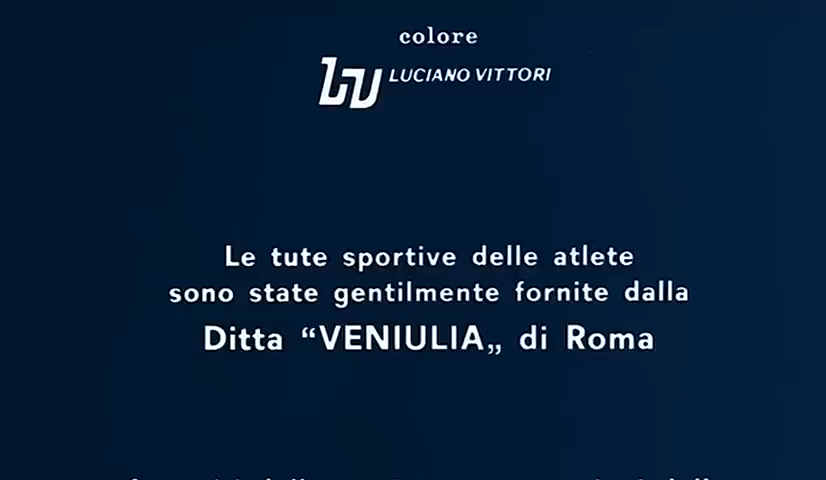 colore
LV LUCIANO VITTORI
Le tute sportive delle atlete
sono state gentilmente fornite dalla
Ditta “VENIULIA„ di Roma